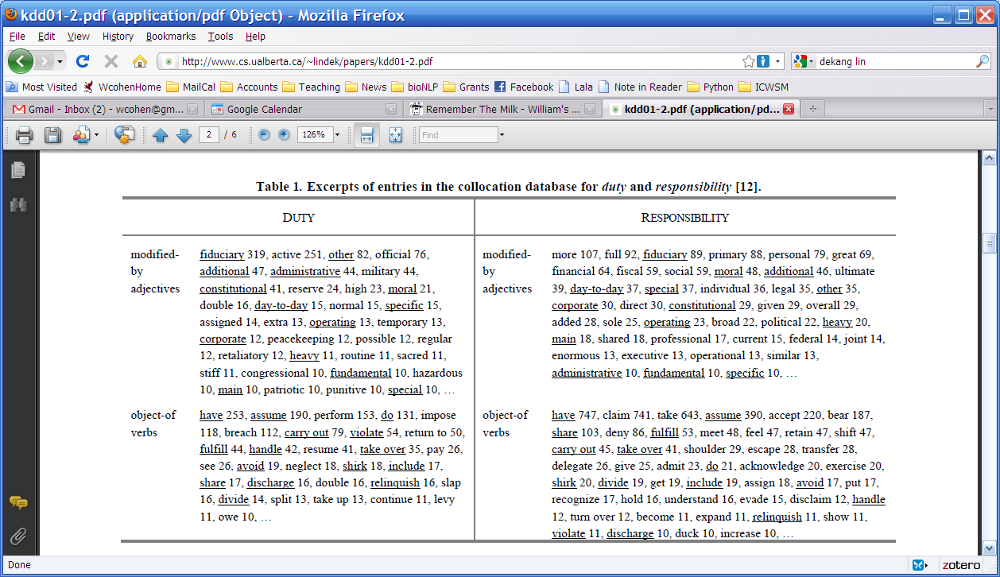 kdd01-2.pdf (application/pdf Object) - Mozilla Firefox
File Edit View History Bookmarks Tools Help
http://www.cs.ualberta.ca/~lindek/papers/kdd01-2.pdf dekang lin
Most Visited WcohenHome MailCal Accounts Teaching News bioNLP Grants Facebook Lala Note in Reader Python ICWSM
Gmail - Inbox (2) - wcohen@gm... Google Calendar Remember The Milk - William's ... kdd01-2.pdf (application/pd...
2 / 6 126% Find
Table 1. Excerpts of entries in the collocation database for duty and responsibility [12].
DUTY
modified-by adjectives
fiduciary 319, active 251, other 82, official 76,
additional 47, administrative 44, military 44,
constitutional 41, reserve 24, high 23, moral 21,
double 16, day-to-day 15, normal 15, specific 15,
assigned 14, extra 13, operating 13, temporary 13,
corporate 12, peacekeeping 12, possible 12, regular
12, retaliatory 12, heavy 11, routine 11, sacred 11,
stiff 11, congressional 10, fundamental 10, hazardous
10, main 10, patriotic 10, punitive 10, special 10, …
object-of verbs
have 253, assume 190, perform 153, do 131, impose
118, breach 112, carry out 79, violate 54, return to 50,
fulfill 44, handle 42, resume 41, take over 35, pay 26,
see 26, avoid 19, neglect 18, shirk 18, include 17,
share 17, discharge 16, double 16, relinquish 16, slap
16, divide 14, split 13, take up 13, continue 11, levy
11, owe 10, …
RESPONSIBILITY
modified-by adjectives
more 107, full 92, fiduciary 89, primary 88, personal 79, great 69,
financial 64, fiscal 59, social 59, moral 48, additional 46, ultimate
39, day-to-day 37, special 37, individual 36, legal 35, other 35,
corporate 30, direct 30, constitutional 29, given 29, overall 29,
added 28, sole 25, operating 23, broad 22, political 22, heavy 20,
main 18, shared 18, professional 17, current 15, federal 14, joint 14,
enormous 13, executive 13, operational 13, similar 13,
administrative 10, fundamental 10, specific 10, …
object-of verbs
have 747, claim 741, take 643, assume 390, accept 220, bear 187,
share 103, deny 86, fulfill 53, meet 48, feel 47, retain 47, shift 47,
carry out 45, take over 41, shoulder 29, escape 28, transfer 28,
delegate 26, give 25, admit 23, do 21, acknowledge 20, exercise 20,
shirk 20, divide 19, get 19, include 19, assign 18, avoid 17, put 17,
recognize 17, hold 16, understand 16, evade 15, disclaim 12, handle
12, turn over 12, become 11, expand 11, relinquish 11, show 11,
violate 11, discharge 10, duck 10, increase 10, …
Done zotero